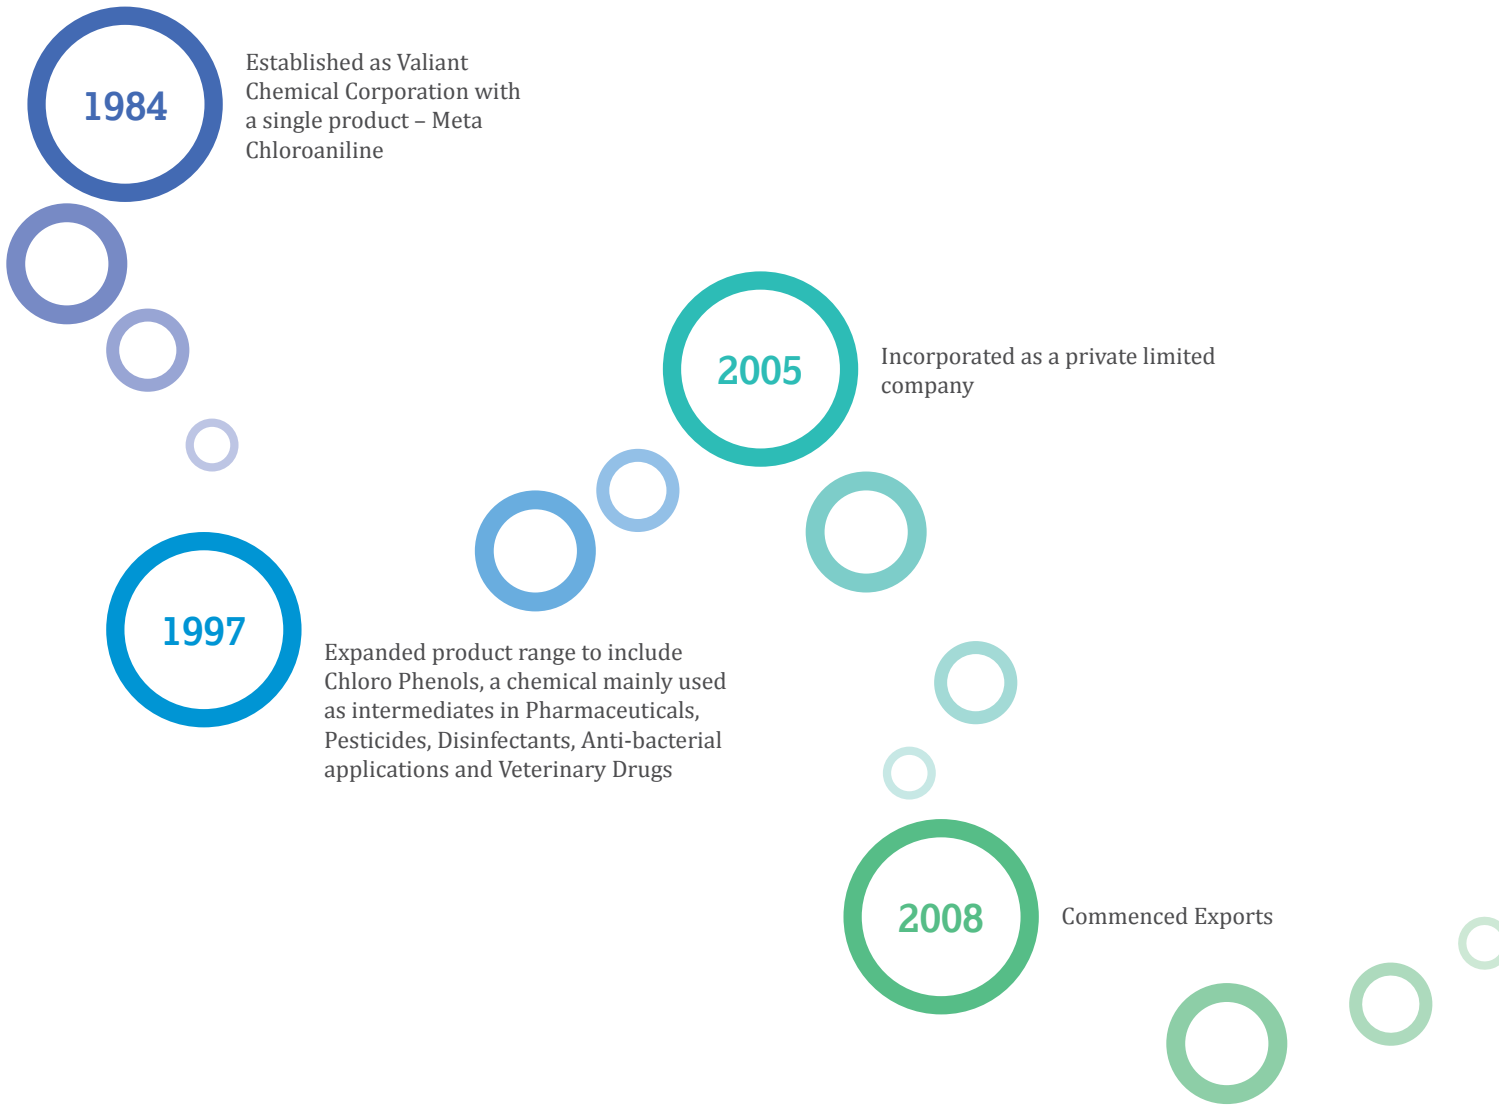 1984
Established as Valiant
Chemical Corporation with
a single product – Meta
Chloroaniline
2005
Incorporated as a private limited
company
1997
Expanded product range to include
Chloro Phenols, a chemical mainly used
as intermediates in Pharmaceuticals,
Pesticides, Disinfectants, Anti-bacterial
applications and Veterinary Drugs
2008
Commenced Exports